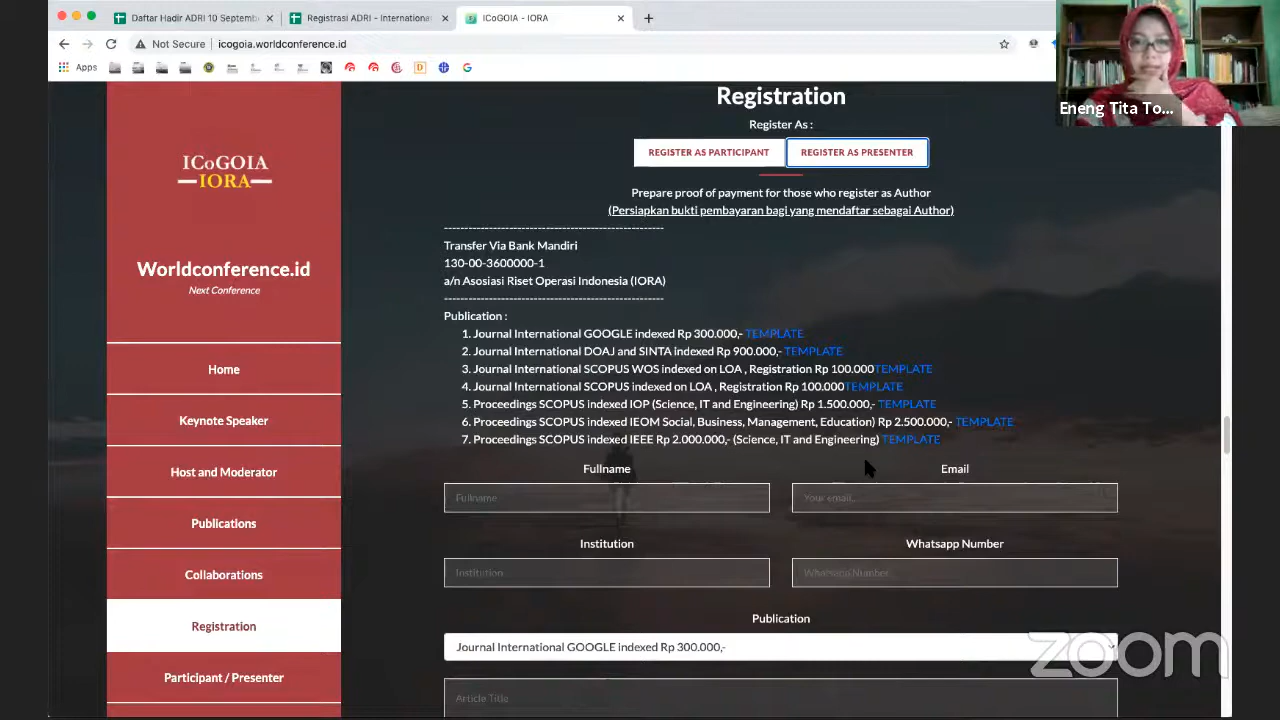 Daftar Hadir ADRI 10 Septemb
Registrasi ADRI - Internationa
ICoGOIA - IORA
Not Secure
icogoia.worldconference.id
Apps
Eneng Tita To...
ICoGOIA
IORA
Worldconference.id
Next Conference
Home
Keynote Speaker
Host and Moderator
Publications
Collaborations
Registration
Participant / Presenter
Registration
Register As :
REGISTER AS PARTICIPANT
REGISTER AS PRESENTER
Prepare proof of payment for those who register as Author
(Persiapkan bukti pembayaran bagi yang mendaftar sebagai Author)
------------------------------------------------------
Transfer Via Bank Mandiri
130-00-3600000-1
a/n Asosiasi Riset Operasi Indonesia (IORA)
------------------------------------------------------
Publication :
1. Journal International GOOGLE indexed Rp 300.000,- TEMPLATE
2. Journal International DOAJ and SINTA indexed Rp 900.000,- TEMPLATE
3. Journal International SCOPUS WOS indexed on LOA , Registration Rp 100.000TEMPLATE
4. Journal International SCOPUS indexed on LOA , Registration Rp 100.000TEMPLATE
5. Proceedings SCOPUS indexed IOP (Science, IT and Engineering) Rp 1.500.000,- TEMPLATE
6. Proceedings SCOPUS indexed IEOM Social, Business, Management, Education) Rp 2.500.000,- TEMPLATE
7. Proceedings SCOPUS indexed IEEE Rp 2.000.000,- (Science, IT and Engineering) TEMPLATE
Fullname
Email
Fullname
Your email..
Institution
Whatsapp Number
Institution
Whatsapp Number
Publication
Journal International GOOGLE indexed Rp 300.000,-
Article Title
zoom